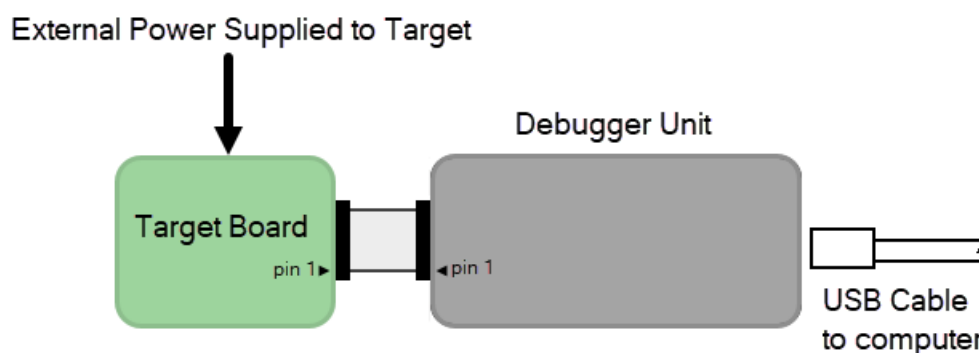 External Power Supplied to Target
Debugger Unit
Target Board
pin 1
pin 1
USB Cable
to computer